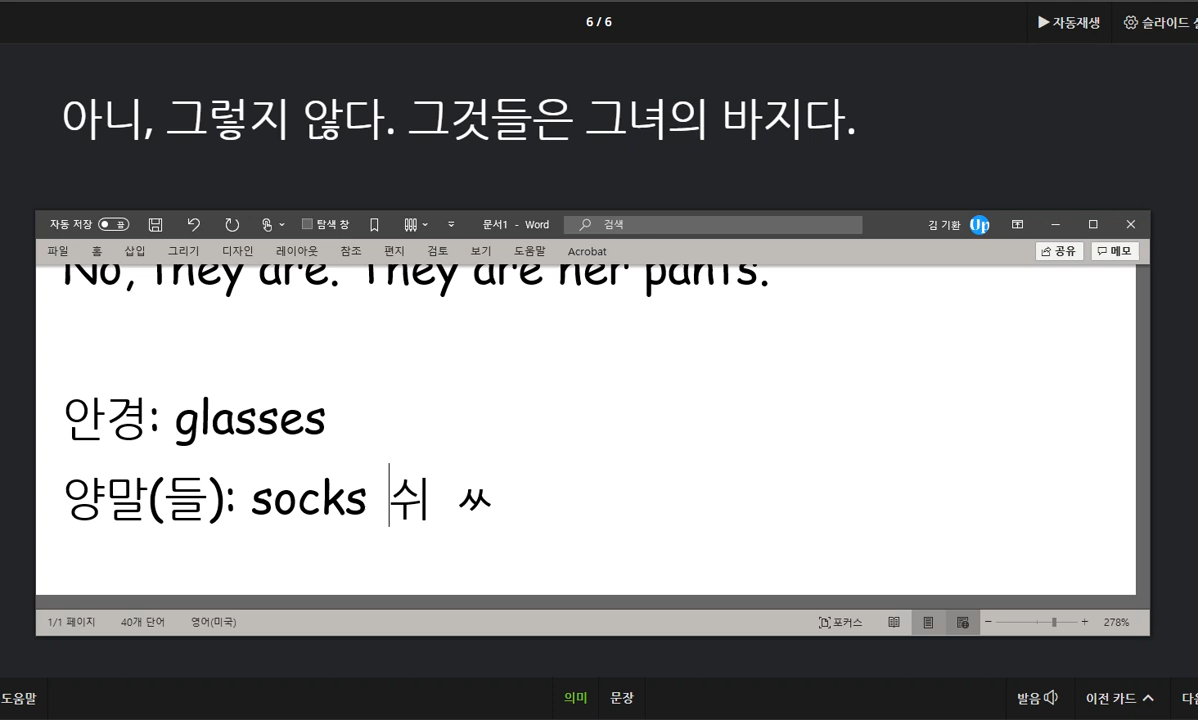 6 / 6
▶ 자동재생
슬라이드
아니, 그렇지 않다. 그것들은 그녀의 바지다.
자동 저장 끔
탐색 창
문서1 - Word
검색
김 기환
Up
파일 홈 삽입 그리기 디자인 레이아웃 참조 편지 검토 보기 도움말 Acrobat
공유 메모
No, They are. They are her pants.
안경: glasses
양말(들): socks 쉬 ㅆ
1/1 페이지 40개 단어 영어(미국)
포커스
278%
도움말
의미 문장
발음 이전 카드